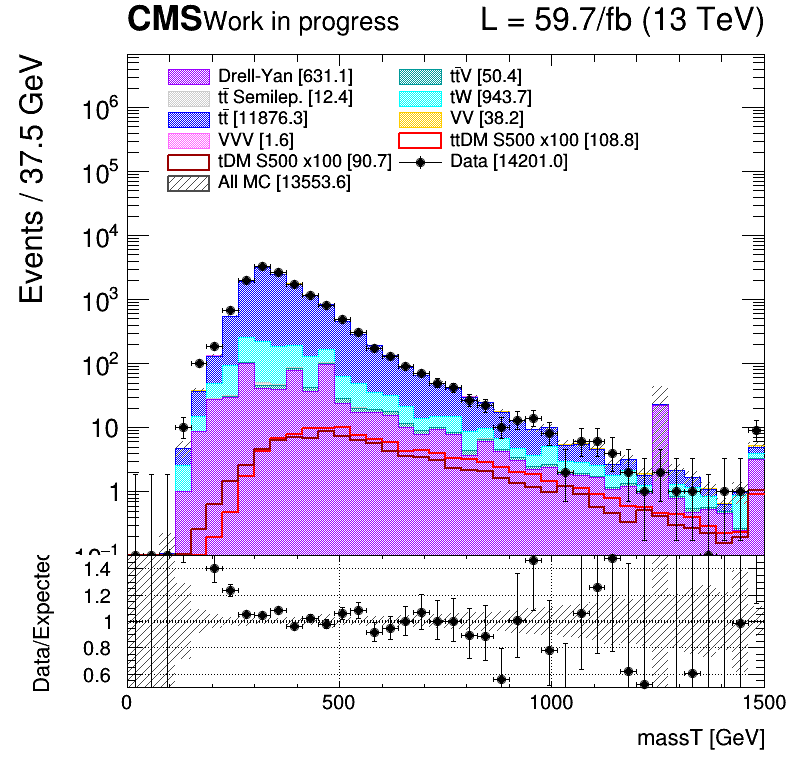 CMS Work in progress L = 59.7/fb (13 TeV)
Events / 37.5 GeV
Drell-Yan [631.1] tt̄V [50.4]
tt̄ Semilep. [12.4] tW [943.7]
tt̄ [11876.3] VV [38.2]
VVV [1.6] ttDM S500 x100 [108.8]
tDM S500 x100 [90.7] Data [14201.0]
All MC [13553.6]
10⁶
10⁵
10⁴
10³
10²
10
1
10⁻¹
Data/Expected
1.4
1.2
1
0.8
0.6
0 500 1000 1500
massT [GeV]